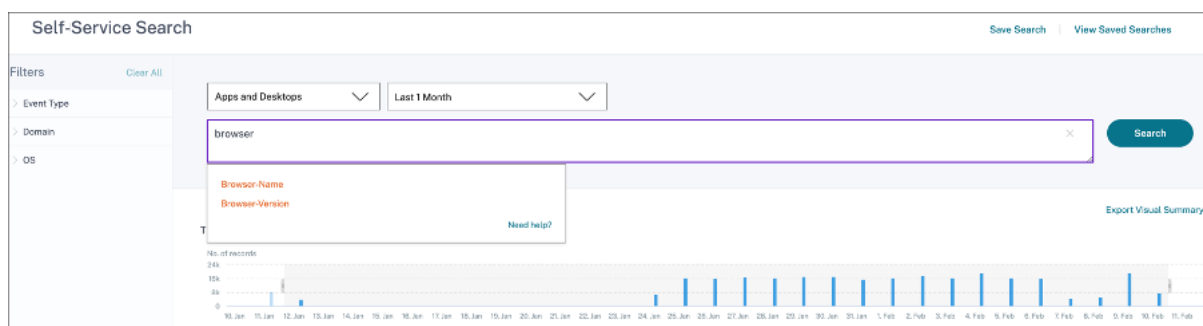 Self-Service Search
Save Search View Saved Searches
Filters Clear All
Event Type
Domain
OS
Apps and Desktops Last 1 Month
browser
Search
Browser-Name
Browser-Version
Need help?
Export Visual Summary
T
No. of records
24k
15k
0
10. Jan 11. Jan 12. Jan 13. Jan 14. Jan 15. Jan 16. Jan 17. Jan 18. Jan 19. Jan 20. Jan 21. Jan 22. Jan 23. Jan 24. Jan 25. Jan 26. Jan 27. Jan 28. Jan 29. Jan 30. Jan 31. Jan 1. Feb 2. Feb 3. Feb 4. Feb 5. Feb 6. Feb 7. Feb 8. Feb 9. Feb 10. Feb 11. Feb